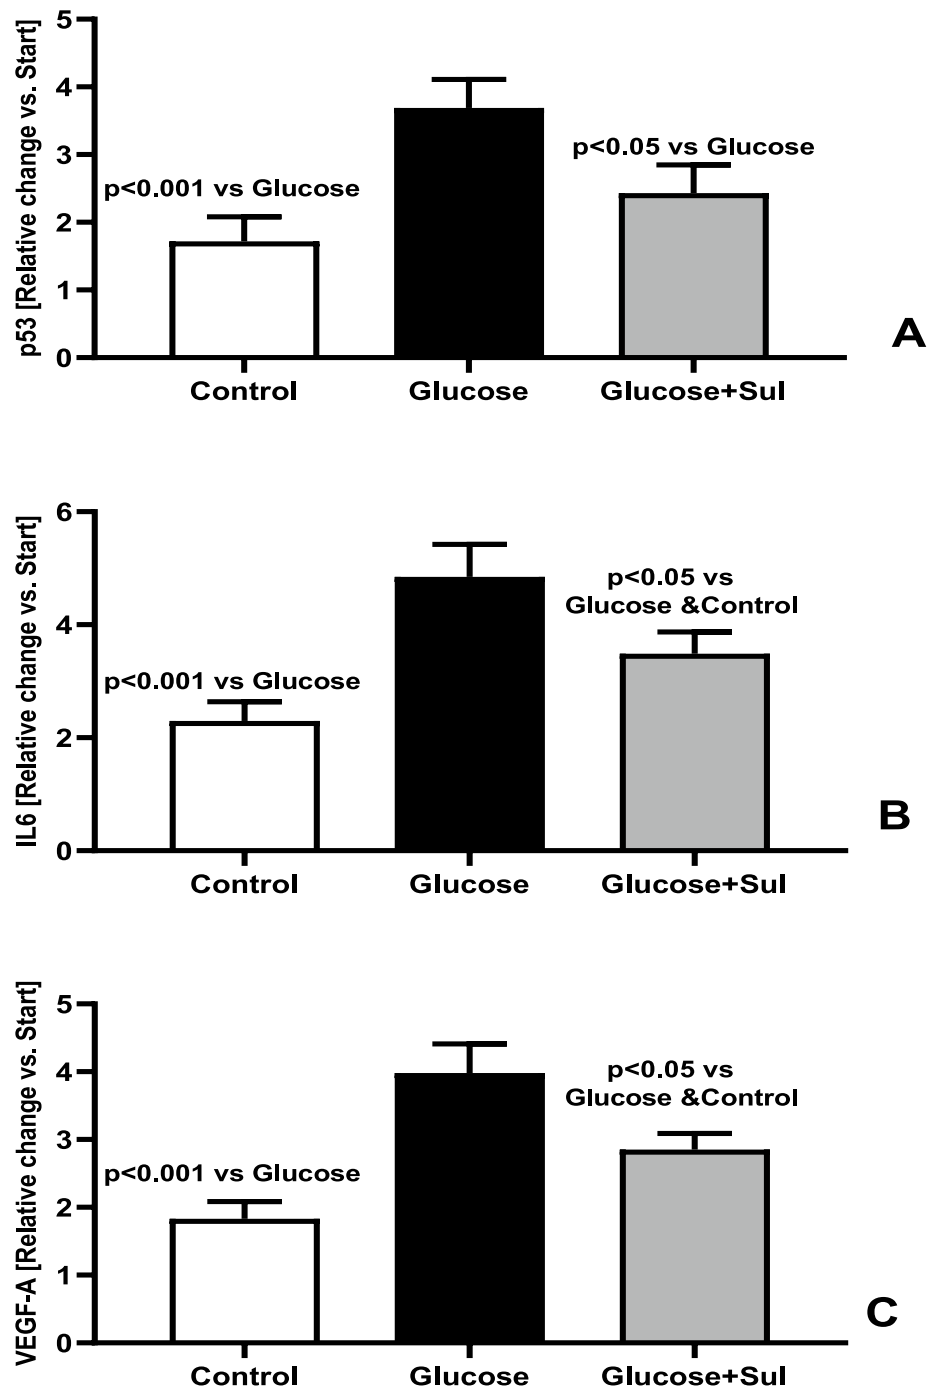 p53 [Relative change vs. Start]
5
4
3
2
1
0
p<0.001 vs Glucose
p<0.05 vs Glucose
Control
Glucose
Glucose+Sul
A
IL6 [Relative change vs. Start]
6
4
2
0
p<0.001 vs Glucose
p<0.05 vs
Glucose &Control
Control
Glucose
Glucose+Sul
B
VEGF-A [Relative change vs. Start]
5
4
3
2
1
0
p<0.001 vs Glucose
p<0.05 vs
Glucose &Control
Control
Glucose
Glucose+Sul
C